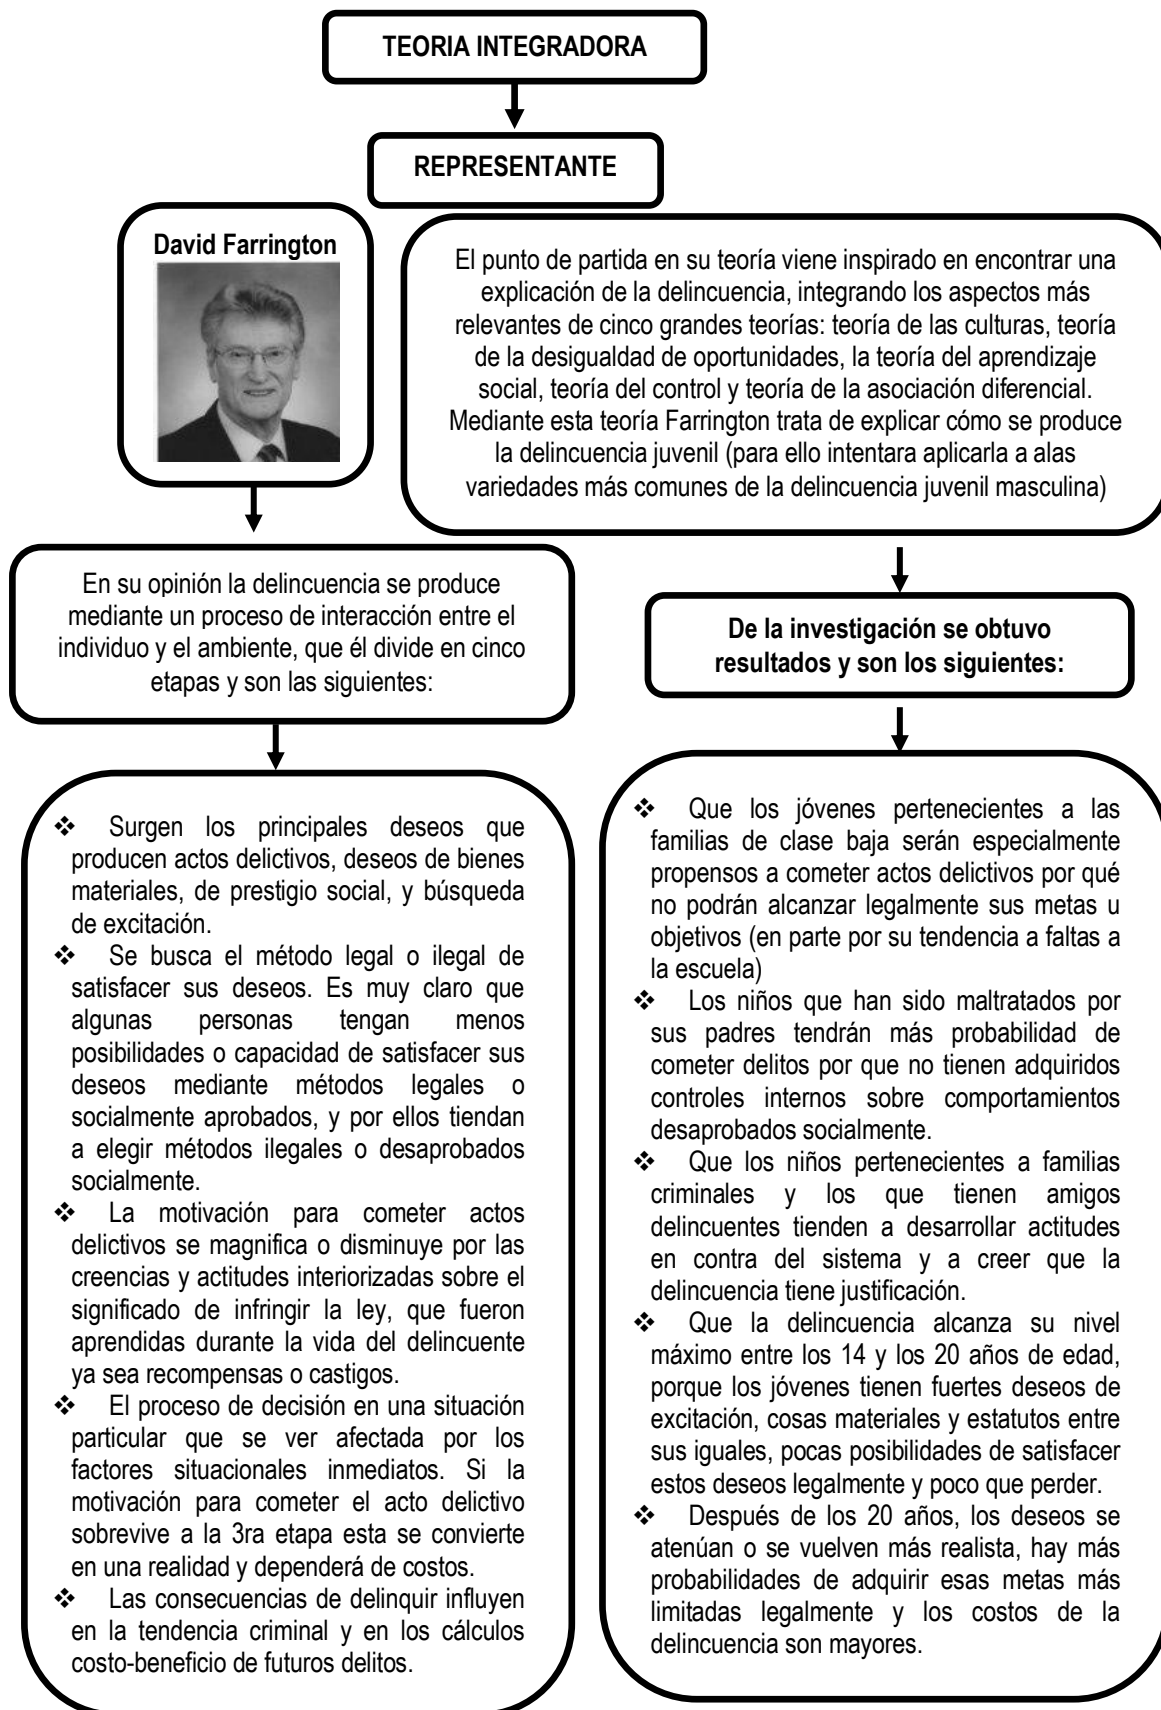 TEORIA INTEGRADORA
REPRESENTANTE
David Farrington
El punto de partida en su teoría viene inspirado en encontrar una
explicación de la delincuencia, integrando los aspectos más
relevantes de cinco grandes teorías: teoría de las culturas, teoría
de la desigualdad de oportunidades, la teoría del aprendizaje
social, teoría del control y teoría de la asociación diferencial.
Mediante esta teoría Farrington trata de explicar cómo se produce
la delincuencia juvenil (para ello intentara aplicarla a alas
variedades más comunes de la delincuencia juvenil masculina)
En su opinión la delincuencia se produce
mediante un proceso de interacción entre el
individuo y el ambiente, que él divide en cinco
etapas y son las siguientes:
❖ Surgen los principales deseos que
producen actos delictivos, deseos de bienes
materiales, de prestigio social, y búsqueda
de excitación.
❖ Se busca el método legal o ilegal de
satisfacer sus deseos. Es muy claro que
algunas personas tengan menos
posibilidades o capacidad de satisfacer sus
deseos mediante métodos legales o
socialmente aprobados, y por ellos tiendan
a elegir métodos ilegales o desaprobados
socialmente.
❖ La motivación para cometer actos
delictivos se magnifica o disminuye por las
creencias y actitudes interiorizadas sobre el
significado de infringir la ley, que fueron
aprendidas durante la vida del delincuente
ya sea recompensas o castigos.
❖ El proceso de decisión en una situación
particular que se ver afectada por los
factores situacionales inmediatos. Si la
motivación para cometer el acto delictivo
sobrevive a la 3ra etapa esta se convierte
en una realidad y dependerá de costos.
❖ Las consecuencias de delinquir influyen
en la tendencia criminal y en los cálculos
costo-beneficio de futuros delitos.
De la investigación se obtuvo
resultados y son los siguientes:
❖ Que los jóvenes pertenecientes a las
familias de clase baja serán especialmente
propensos a cometer actos delictivos por qué
no podrán alcanzar legalmente sus metas u
objetivos (en parte por su tendencia a faltas a
la escuela)
❖ Los niños que han sido maltratados por
sus padres tendrán más probabilidad de
cometer delitos por que no tienen adquiridos
controles internos sobre comportamientos
desaprobados socialmente.
❖ Que los niños pertenecientes a familias
criminales y los que tienen amigos
delincuentes tienden a desarrollar actitudes
en contra del sistema y a creer que la
delincuencia tiene justificación.
❖ Que la delincuencia alcanza su nivel
máximo entre los 14 y los 20 años de edad,
porque los jóvenes tienen fuertes deseos de
excitación, cosas materiales y estatutos entre
sus iguales, pocas posibilidades de satisfacer
estos deseos legalmente y poco que perder.
❖ Después de los 20 años, los deseos se
atenúan o se vuelven más realista, hay más
probabilidades de adquirir esas metas más
limitadas legalmente y los costos de la
delincuencia son mayores.